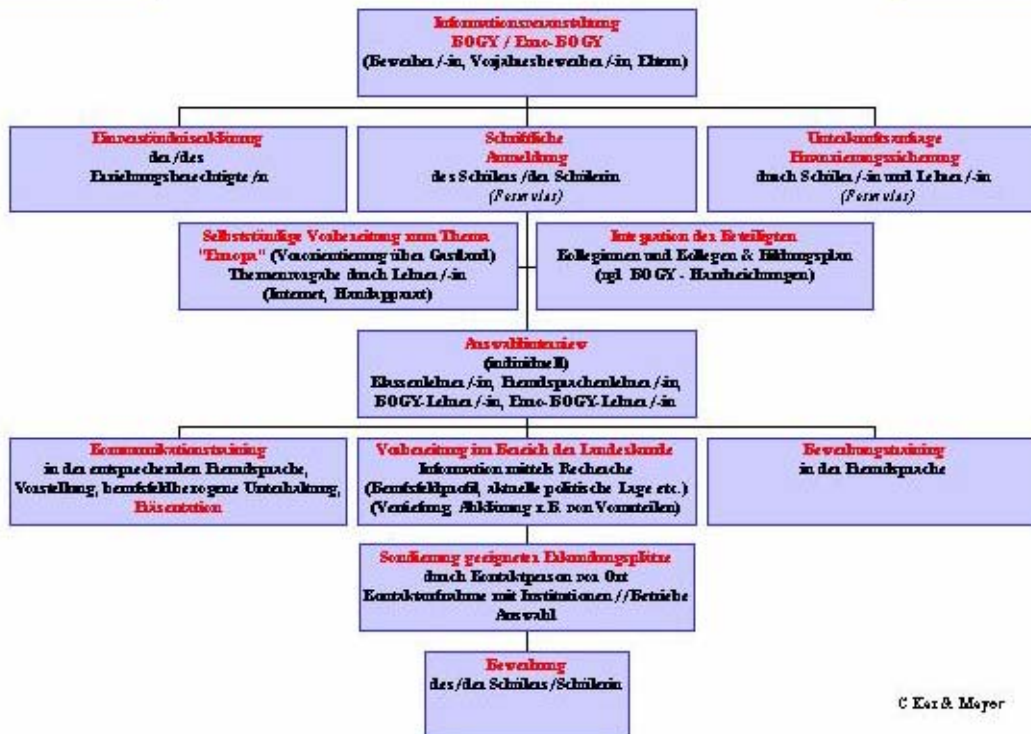 Informationsveranstaltung
BOGY / Euro-BOGY
(Bewerber /-in, Vorjahresbewerber /-in, Eltern)
Einverständniserklärung
der /des
Erziehungsberechtigte /n
Schriftliche
Anmeldung
des Schülers /der Schülerin
(Formular)
Unterkunftsanfrage
Finanzierungssicherung
durch Schüler /-in und Lehrer /-in
(Formular)
Selbstständige Vorbereitung zum Thema
"Europa" (Vororientierung über Gastland)
Themenvorgabe durch Lehrer /-in
(Internet, Handapparat)
Integration der Beteiligten
Kolleginnen und Kollegen & Bildungsplan
(vgl. BOGY - Handreichungen)
Auswahlinterview
(individuell)
Klassenlehrer /-in, Fremdsprachenlehrer /-in,
BOGY-Lehrer /-in, Euro-BOGY-Lehrer /-in
Kommunikationstraining
in der entsprechenden Fremdsprache,
Vorstellung, berufsfeldbezogene Unterhaltung,
Präsentation
Vorbereitung im Bereich der Landeskunde
Information mittels Recherche
(Berufsfeldprofil, aktuelle politische Lage etc.)
(Vertiefung, Abklärung z.B. von Vorurteilen)
Bewerbungstraining
in der Fremdsprache
Sondierung geeigneter Erkundungsplätze
durch Kontaktperson vor Ort
Kontaktaufnahme mit Institutionen / /Betriebe
Auswahl
Bewerbung
des /der Schülers /Schülerin
& Mayer